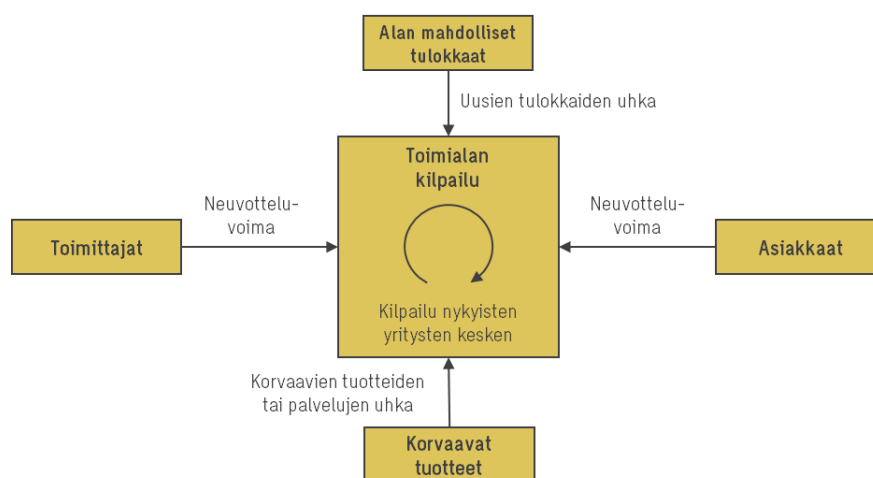 Alan mahdolliset
tulokkaat
Uusien tulokkaiden uhka
Toimialan
kilpailu
Neuvottelu-
voima
Neuvottelu-
voima
Toimittajat
Asiakkaat
Kilpailu nykyisten
yritysten kesken
Korvaavien tuotteiden
tai palvelujen uhka
Korvaavat
tuotteet